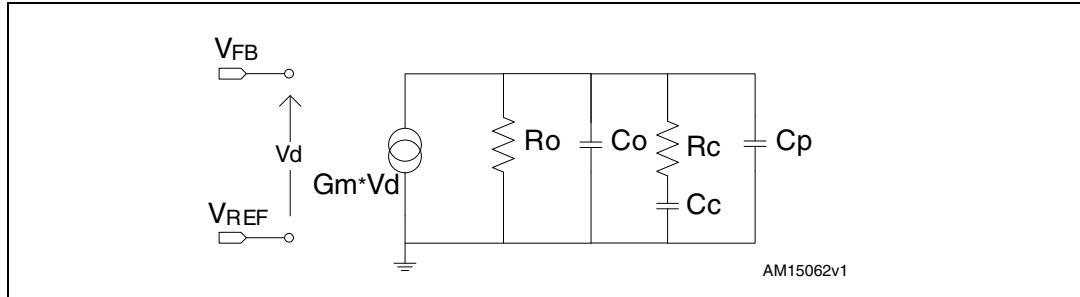 VFB
Vd
VREF
Gm*Vd
Ro
Co
Rc
Cc
Cp
AM15062v1